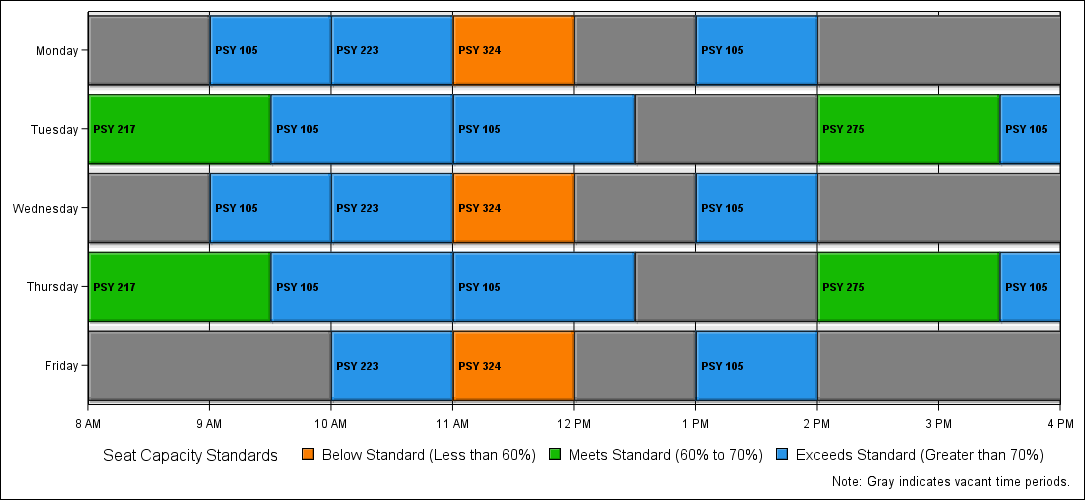 Monday PSY 105 PSY 223 PSY 324 PSY 105
Tuesday PSY 217 PSY 105 PSY 105 PSY 275 PSY 105
Wednesday PSY 105 PSY 223 PSY 324 PSY 105
Thursday PSY 217 PSY 105 PSY 105 PSY 275 PSY 105
Friday PSY 223 PSY 324 PSY 105
8 AM 9 AM 10 AM 11 AM 12 PM 1 PM 2 PM 3 PM 4 PM
Seat Capacity Standards Below Standard (Less than 60%) Meets Standard (60% to 70%) Exceeds Standard (Greater than 70%)
Note: Gray indicates vacant time periods.